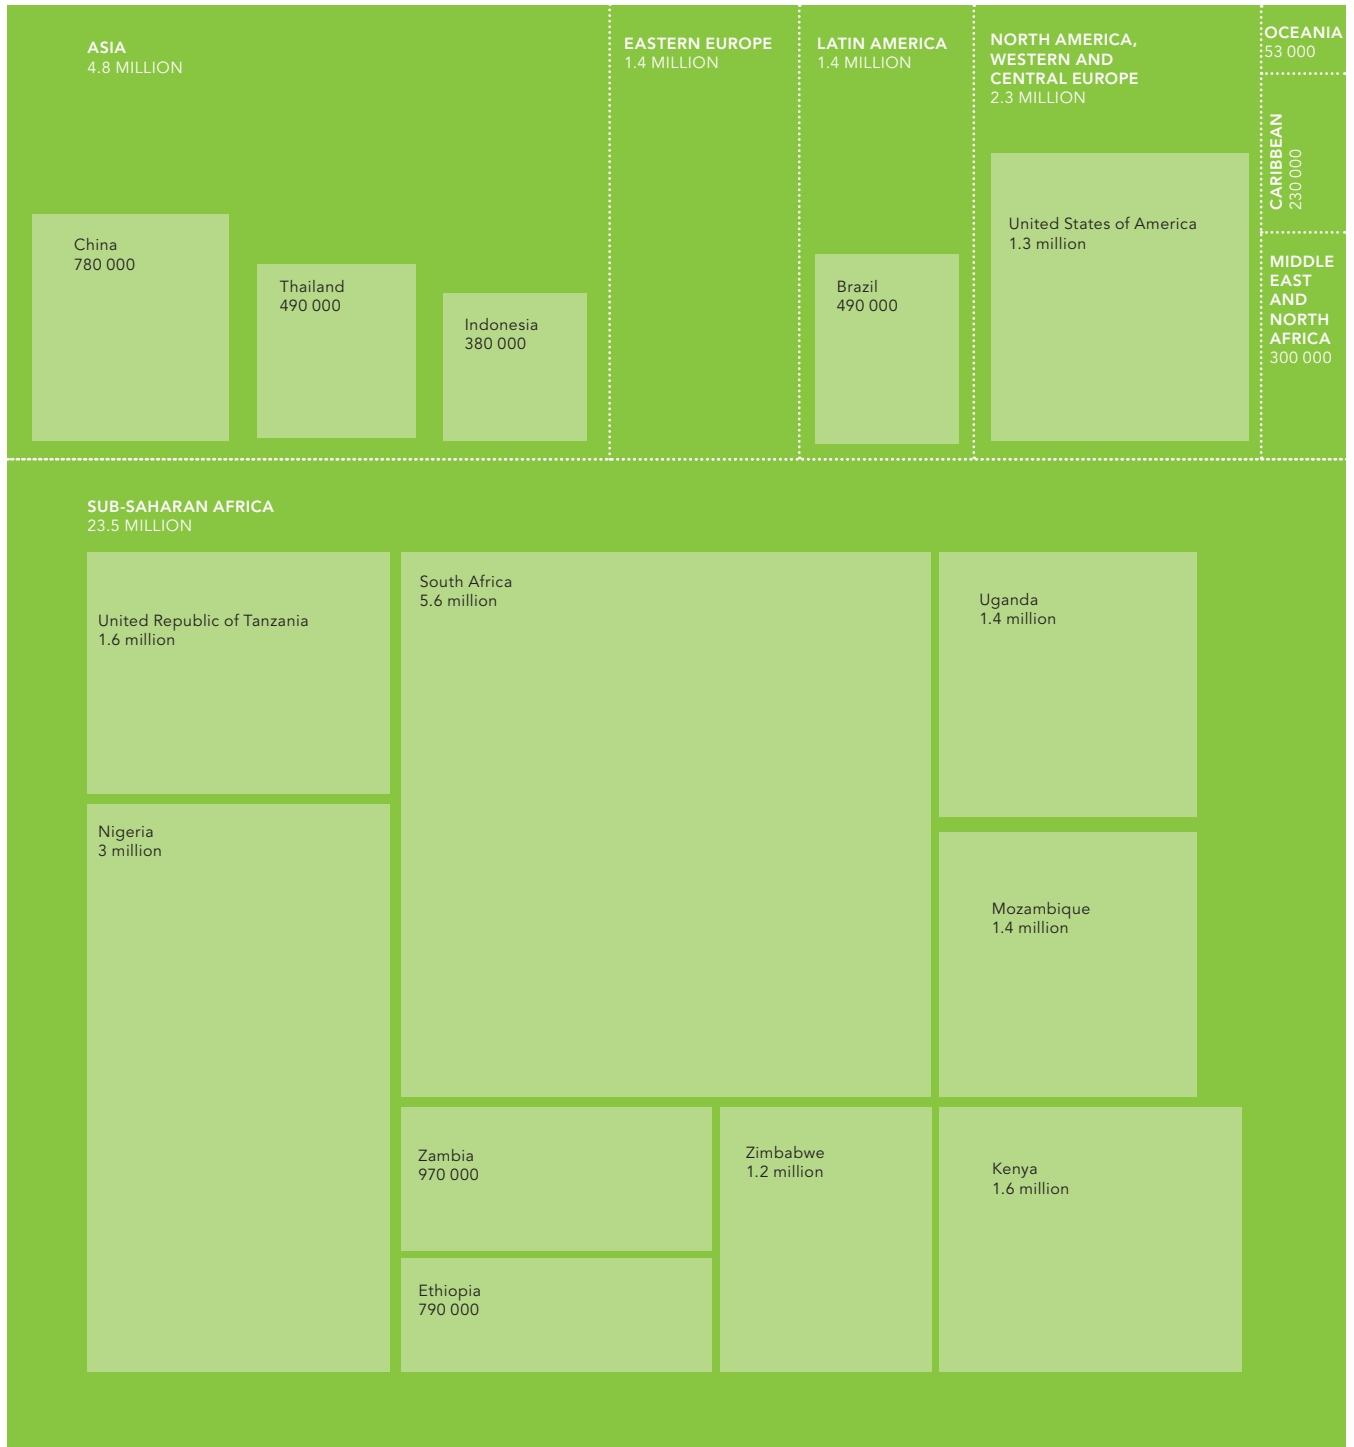 ASIA
4.8 MILLION
EASTERN EUROPE
1.4 MILLION
LATIN AMERICA
1.4 MILLION
NORTH AMERICA,
WESTERN AND
CENTRAL EUROPE
2.3 MILLION
OCEANIA
53 000
CARIBBEAN
230 000
MIDDLE
EAST
AND
NORTH
AFRICA
300 000
China
780 000
Thailand
490 000
Indonesia
380 000
Brazil
490 000
United States of America
1.3 million
SUB-SAHARAN AFRICA
23.5 MILLION
United Republic of Tanzania
1.6 million
South Africa
5.6 million
Uganda
1.4 million
Nigeria
3 million
Mozambique
1.4 million
Zambia
970 000
Zimbabwe
1.2 million
Kenya
1.6 million
Ethiopia
790 000